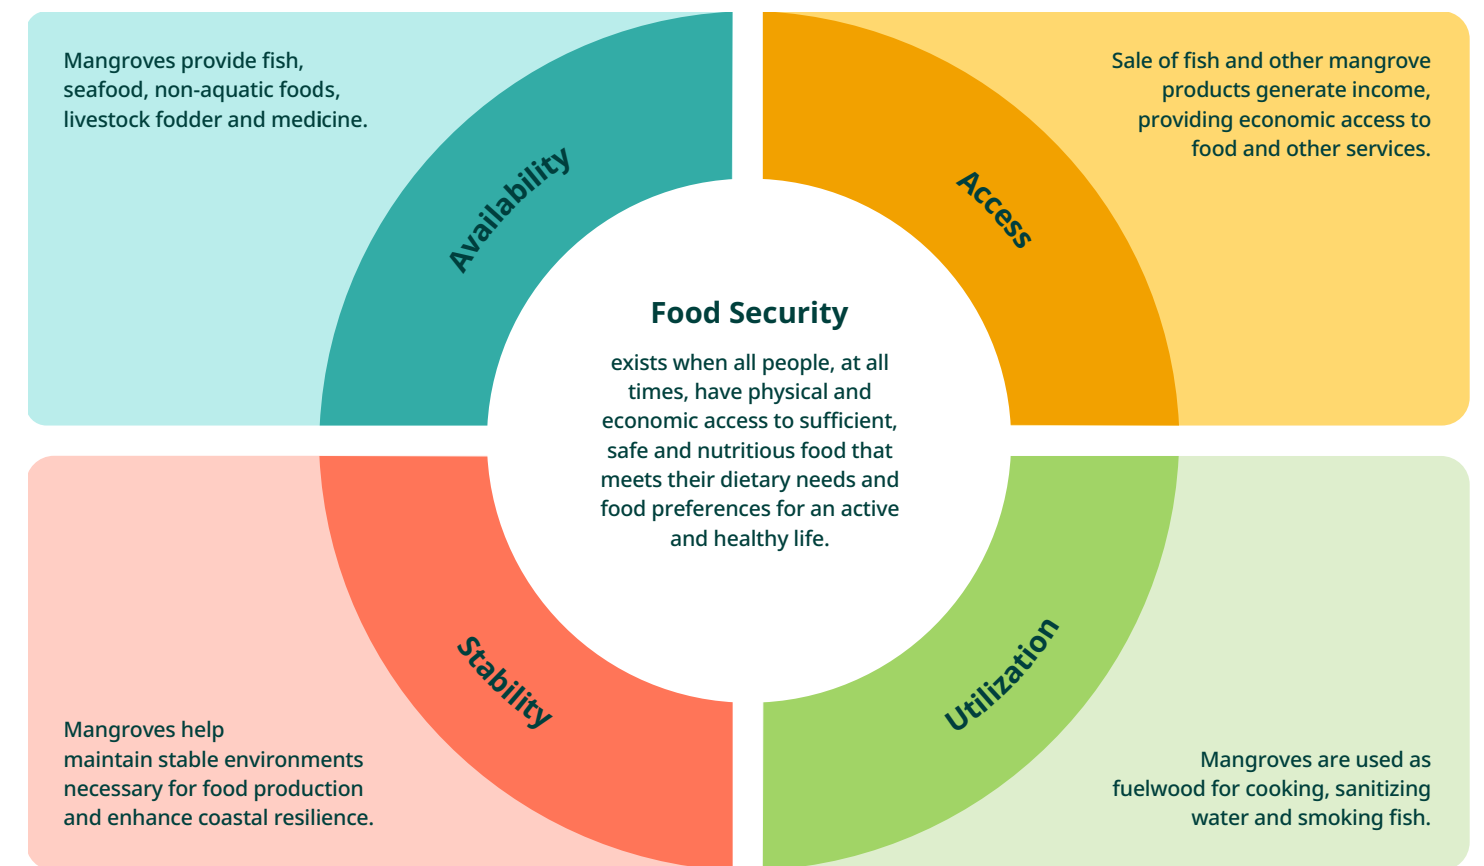 Mangroves provide fish,
seafood, non-aquatic foods,
livestock fodder and medicine.
Availability
Sale of fish and other mangrove
products generate income,
providing economic access to
food and other services.
Access
Food Security
exists when all people, at all
times, have physical and
economic access to sufficient,
safe and nutritious food that
meets their dietary needs and
food preferences for an active
and healthy life.
Stability
Mangroves help
maintain stable environments
necessary for food production
and enhance coastal resilience.
Utilization
Mangroves are used as
fuelwood for cooking, sanitizing
water and smoking fish.